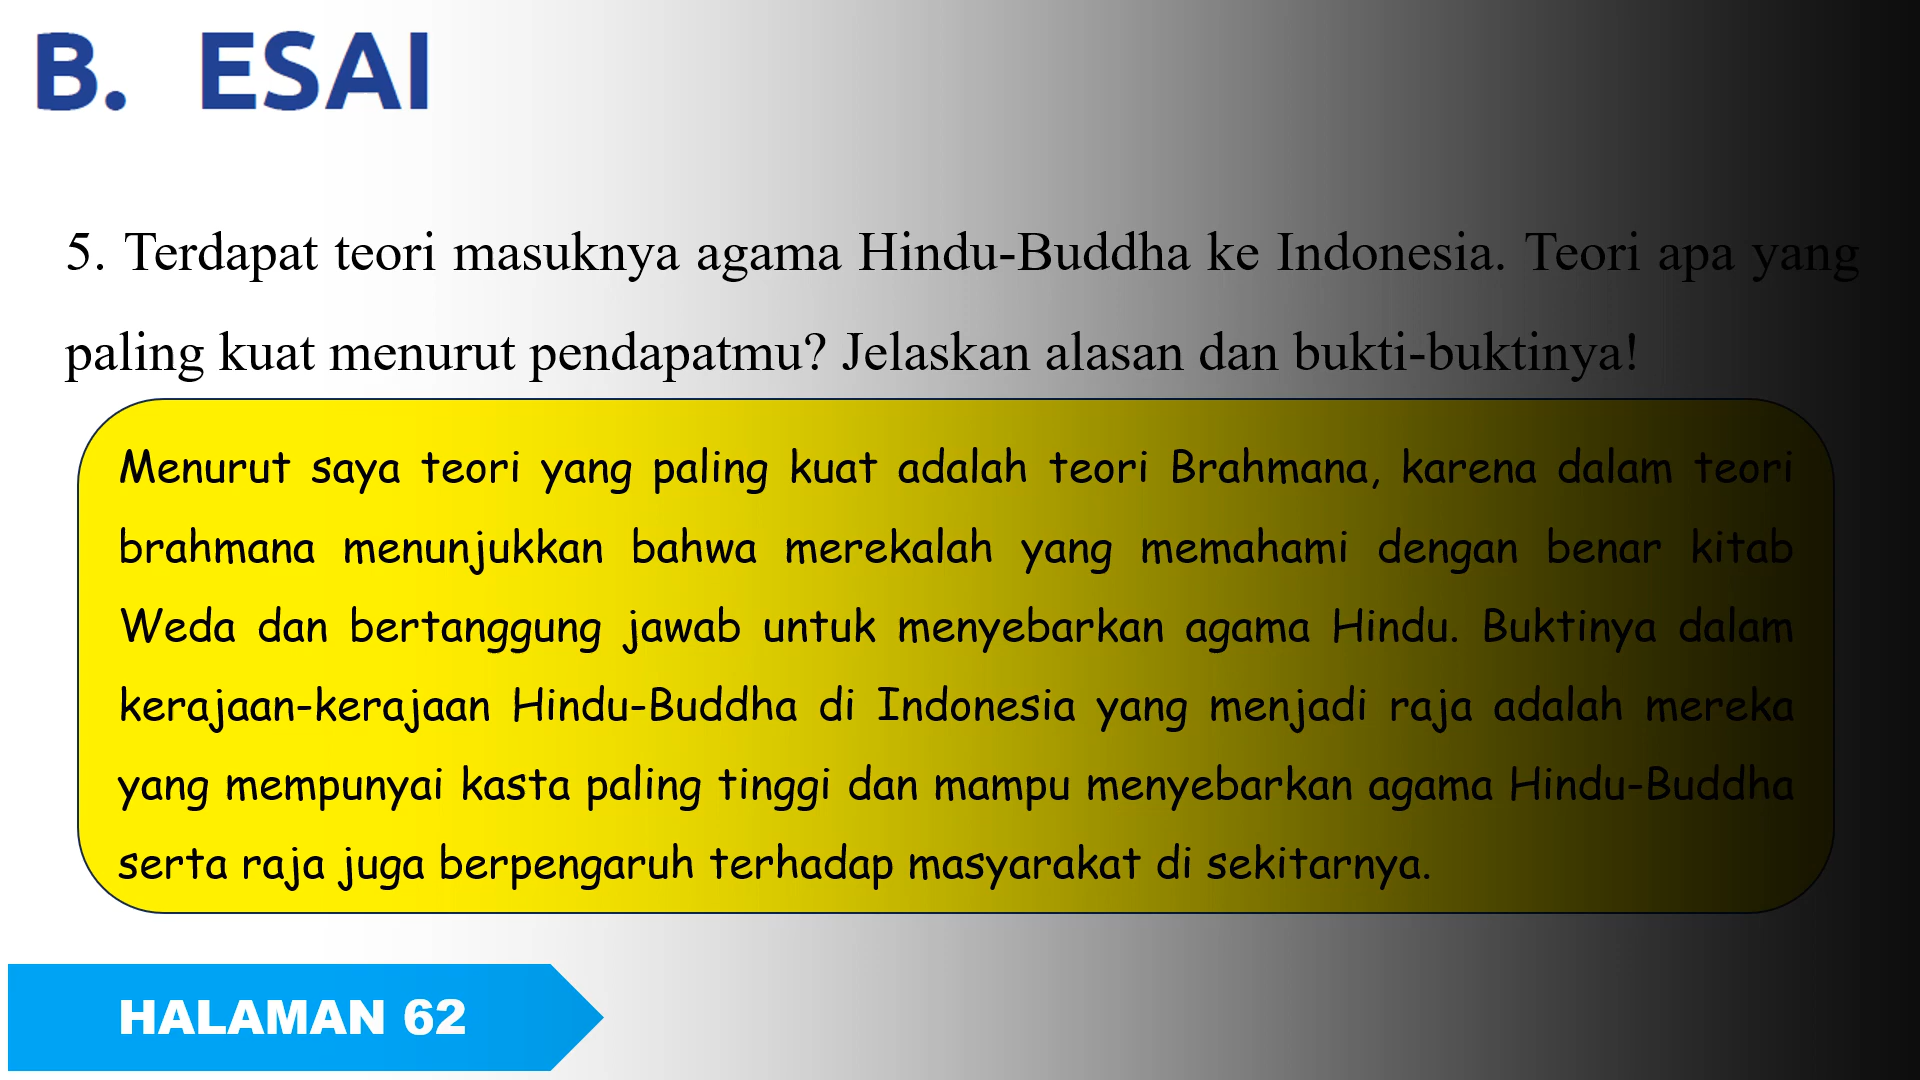 B. ESAI
5. Terdapat teori masuknya agama Hindu-Buddha ke Indonesia. Teori apa yang
paling kuat menurut pendapatmu? Jelaskan alasan dan bukti-buktinya!
Menurut saya teori yang paling kuat adalah teori Brahmana, karena dalam teori
brahmana menunjukkan bahwa merekalah yang memahami dengan benar kitab
Weda dan bertanggung jawab untuk menyebarkan agama Hindu. Buktinya dalam
kerajaan-kerajaan Hindu-Buddha di Indonesia yang menjadi raja adalah mereka
yang mempunyai kasta paling tinggi dan mampu menyebarkan agama Hindu-Buddha
serta raja juga berpengaruh terhadap masyarakat di sekitarnya.
HALAMAN 62